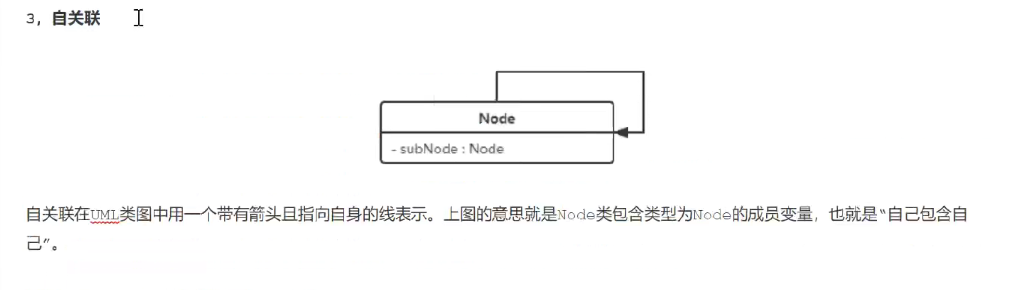 3，自关联
Node
- subNode : Node
自关联在UML类图中用一个带有箭头且指向自身的线表示。上图的意思就是Node类包含类型为Node的成员变量，也就是“自己包含自
己”。